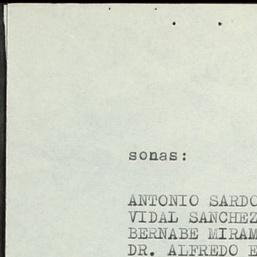 sonas:
ANTONIO SARDO
VIDAL SANCHEZ
BERNABE MIRAM
DR. ALFREDO E